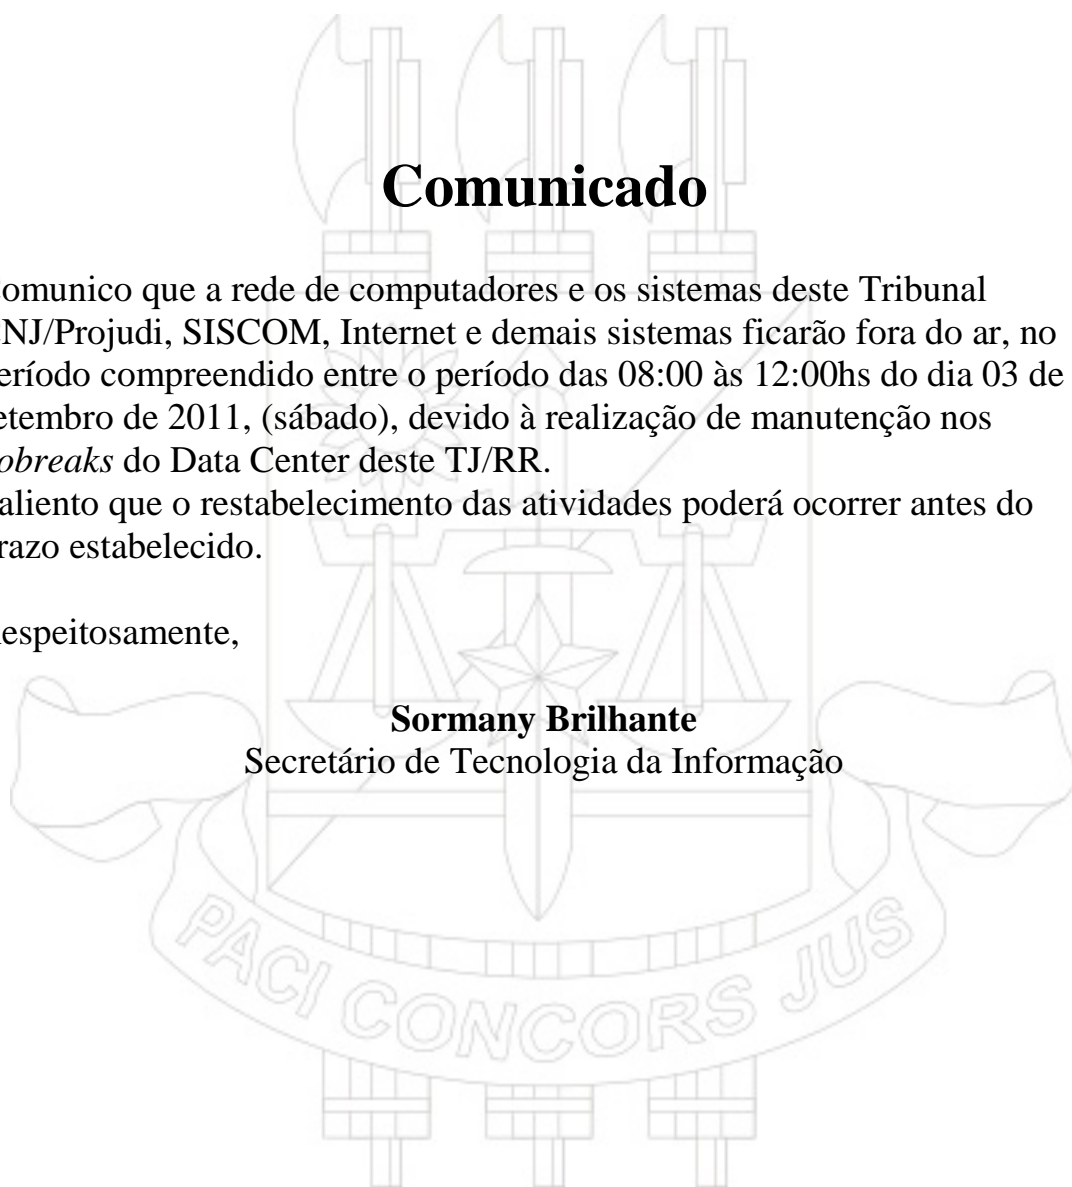 Comunicado
omunico que a rede de computadores e os sistemas deste Tribunal
NJ/Projudi, SISCOM, Internet e demais sistemas ficarão fora do ar, no
eríodo compreendido entre o período das 08:00 às 12:00hs do dia 03 de
etembro de 2011, (sábado), devido à realização de manutenção nos
obreaks do Data Center deste TJ/RR.
aliento que o restabelecimento das atividades poderá ocorrer antes do
razo estabelecido.
espeitosamente,
Sormany Brilhante
Secretário de Tecnologia da Informação
PACI CONCORS JUS